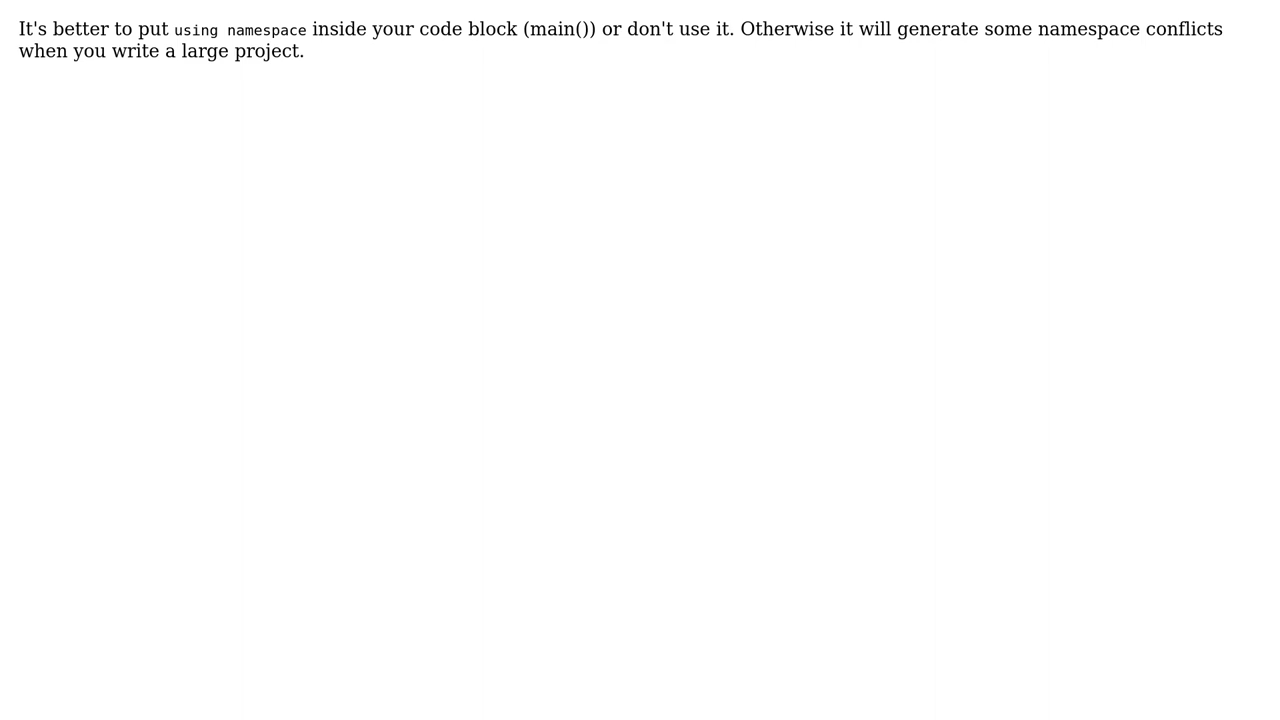 It's better to put using namespace inside your code block (main()) or don't use it. Otherwise it will generate some namespace conflicts
when you write a large project.